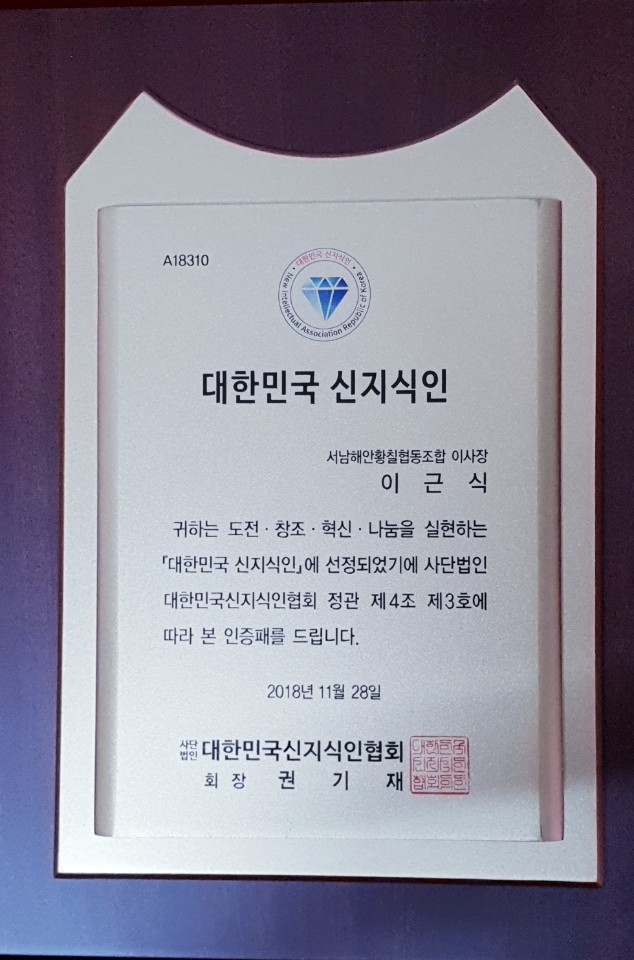 A18310
대한민국 신지식인
New Intellectual Association Republic of Korea
대한민국 신지식인
서남해안황칠협동조합 이사장
이 근 식
귀하는 도전 · 창조 · 혁신 · 나눔을 실현하는
「대한민국 신지식인」에 선정되었기에 사단법인
대한민국신지식인협회 정관 제4조 제3호에
따라 본 인증패를 드립니다.
2018년 11월 28일
사단법인 대한민국신지식인협회
회 장 권 기 재